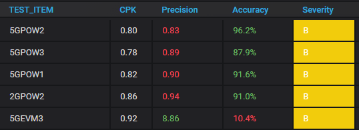 TEST_ITEM CPK Precision Accuracy Severity
5GPOW2 0.80 0.83 96.2% B
5GPOW3 0.78 0.89 87.9% B
5GPOW1 0.82 0.90 91.6% B
2GPOW2 0.86 0.94 91.0% B
5GEVM3 0.92 8.86 10.4% B